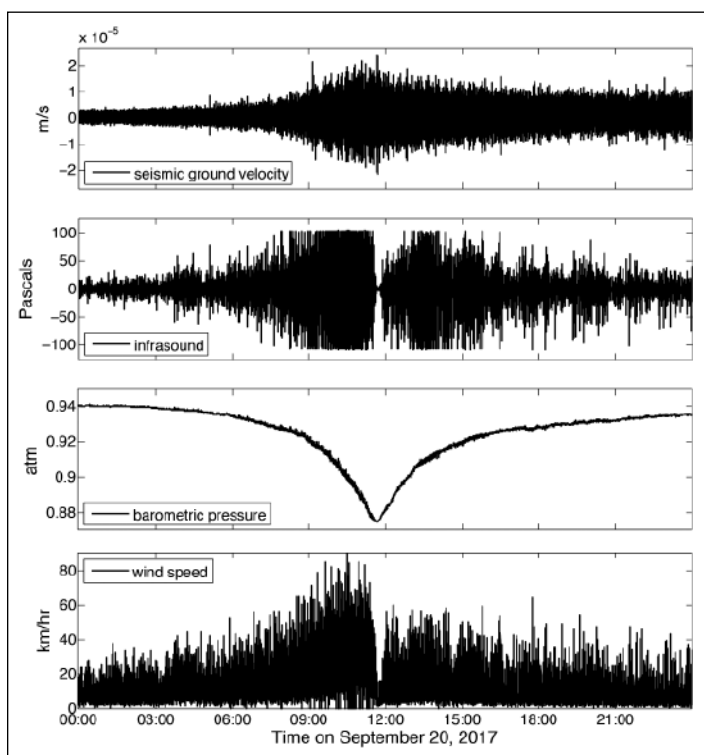 x 10⁻⁵
2
1
0
−1
−2
m/s
seismic ground velocity
100
50
0
−50
−100
Pascals
infrasound
0.94
0.92
0.9
0.88
atm
barometric pressure
wind speed
80
60
40
20
0
km/hr
00:00 03:00 06:00 09:00 12:00 15:00 18:00 21:00
Time on September 20, 2017